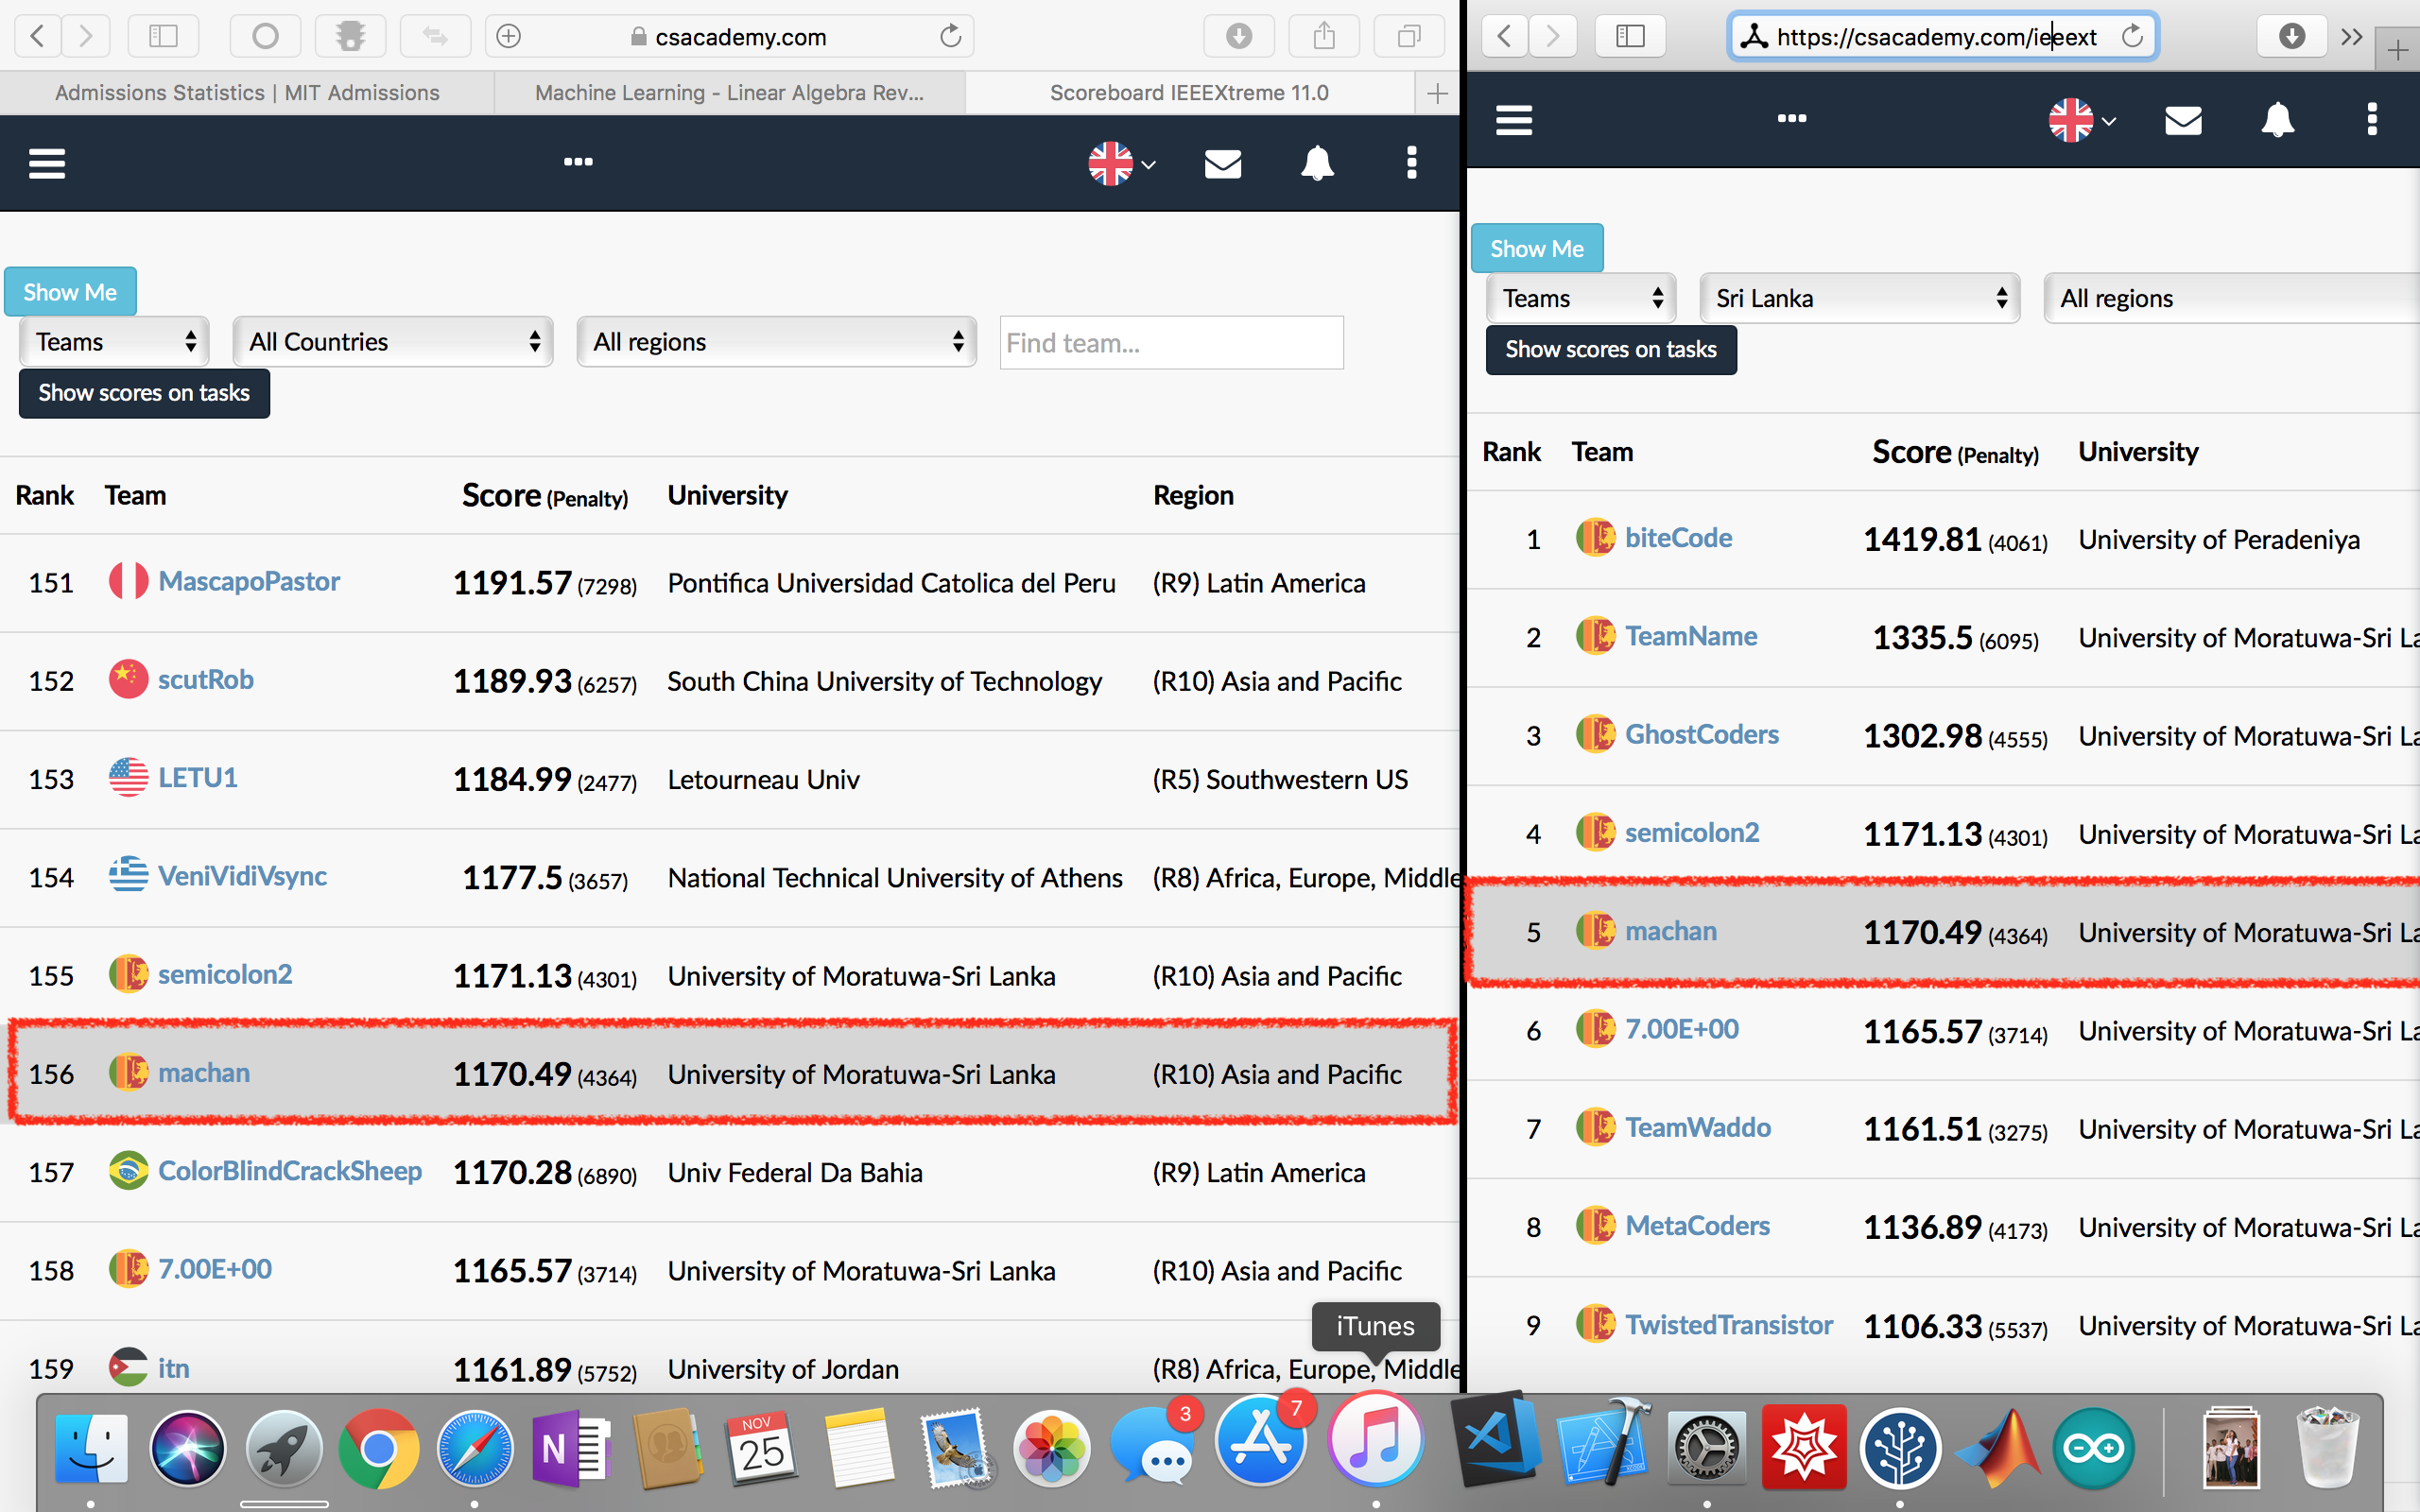 csacademy.com
Admissions Statistics | MIT Admissions
Machine Learning - Linear Algebra Rev...
Scoreboard IEEEXtreme 11.0
Show Me
Teams
All Countries
All regions
Find team...
Show scores on tasks
Rank Team Score (Penalty) University Region
151 MascapoPastor 1191.57 (7298) Pontifica Universidad Catolica del Peru (R9) Latin America
152 scutRob 1189.93 (6257) South China University of Technology (R10) Asia and Pacific
153 LETU1 1184.99 (2477) Letourneau Univ (R5) Southwestern US
154 VeniVidiVsync 1177.5 (3657) National Technical University of Athens (R8) Africa, Europe, Middle
155 semicolon2 1171.13 (4301) University of Moratuwa-Sri Lanka (R10) Asia and Pacific
156 machan 1170.49 (4364) University of Moratuwa-Sri Lanka (R10) Asia and Pacific
157 ColorBlindCrackSheep 1170.28 (6890) Univ Federal Da Bahia (R9) Latin America
158 7.00E+00 1165.57 (3714) University of Moratuwa-Sri Lanka (R10) Asia and Pacific
159 itn 1161.89 (5752) University of Jordan (R8) Africa, Europe, Middle
https://csacademy.com/ieeext
Show Me
Teams
Sri Lanka
All regions
Show scores on tasks
Rank Team Score (Penalty) University
1 biteCode 1419.81 (4061) University of Peradeniya
2 TeamName 1335.5 (6095) University of Moratuwa-Sri La
3 GhostCoders 1302.98 (4555) University of Moratuwa-Sri La
4 semicolon2 1171.13 (4301) University of Moratuwa-Sri La
5 machan 1170.49 (4364) University of Moratuwa-Sri La
6 7.00E+00 1165.57 (3714) University of Moratuwa-Sri La
7 TeamWaddo 1161.51 (3275) University of Moratuwa-Sri La
8 MetaCoders 1136.89 (4173) University of Moratuwa-Sri La
9 TwistedTransistor 1106.33 (5537) University of Moratuwa-Sri La
iTunes
N
NOV
25
3
7